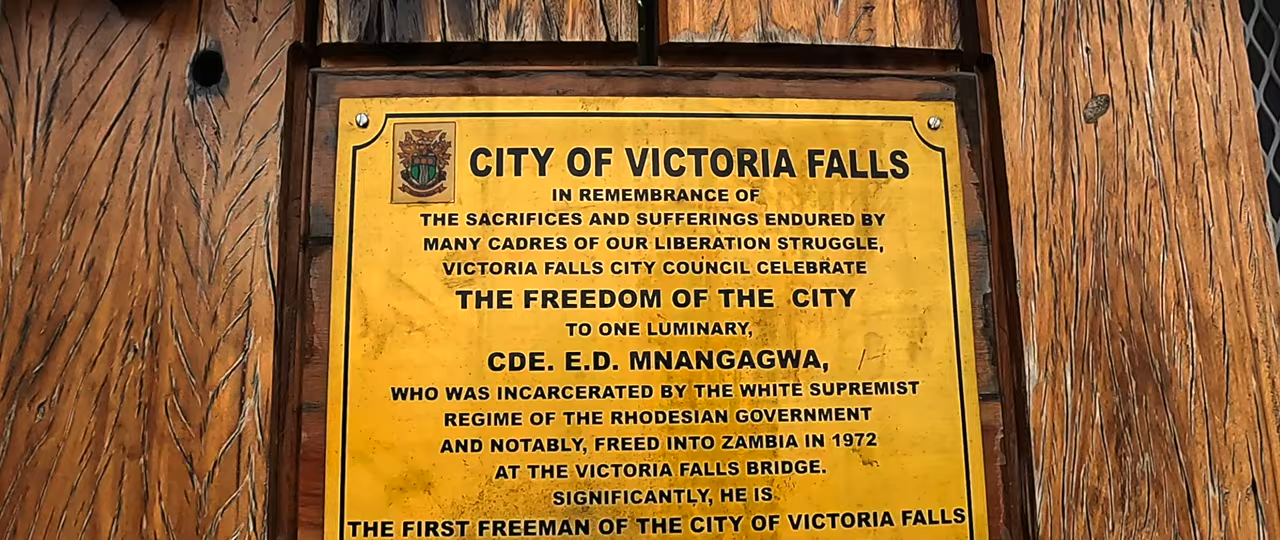 CITY OF VICTORIA FALLS
IN REMEMBRANCE OF
THE SACRIFICES AND SUFFERINGS ENDURED BY
MANY CADRES OF OUR LIBERATION STRUGGLE,
VICTORIA FALLS CITY COUNCIL CELEBRATE
THE FREEDOM OF THE CITY
TO ONE LUMINARY,
CDE. E.D. MNANGAGWA,
WHO WAS INCARCERATED BY THE WHITE SUPREMIST
REGIME OF THE RHODESIAN GOVERNMENT
AND NOTABLY, FREED INTO ZAMBIA IN 1972
AT THE VICTORIA FALLS BRIDGE.
SIGNIFICANTLY, HE IS
THE FIRST FREEMAN OF THE CITY OF VICTORIA FALLS